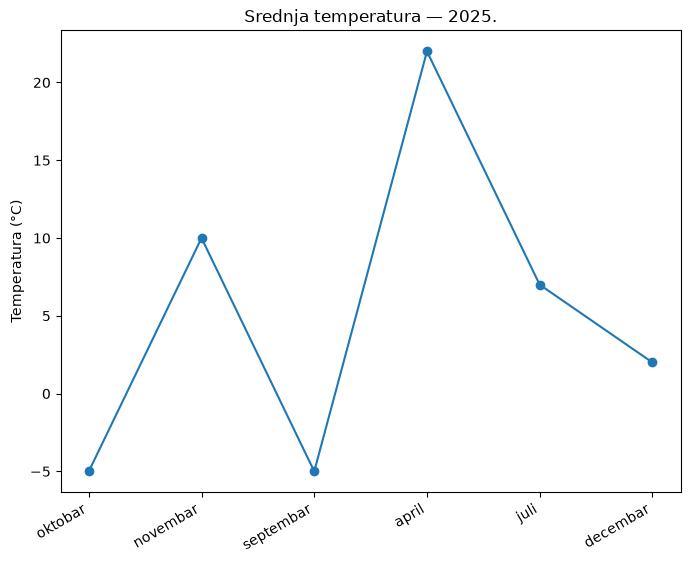 Srednja temperatura — 2025.
Temperatura (°C)
20
15
10
5
0
−5
oktobar
novembar
septembar
april
juli
decembar